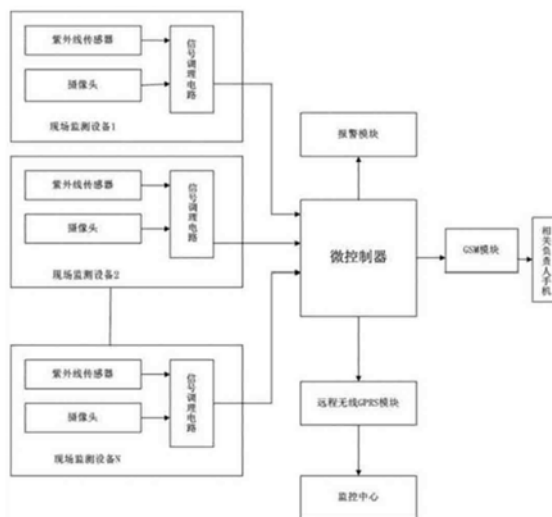 紫外线传感器
摄像头
信号调理电路
现场监测设备1
紫外线传感器
摄像头
信号调理电路
现场监测设备2
紫外线传感器
摄像头
信号调理电路
现场监测设备N
报警模块
微控制器
GSM模块
相关负责人手机
远程无线GPRS模块
监控中心